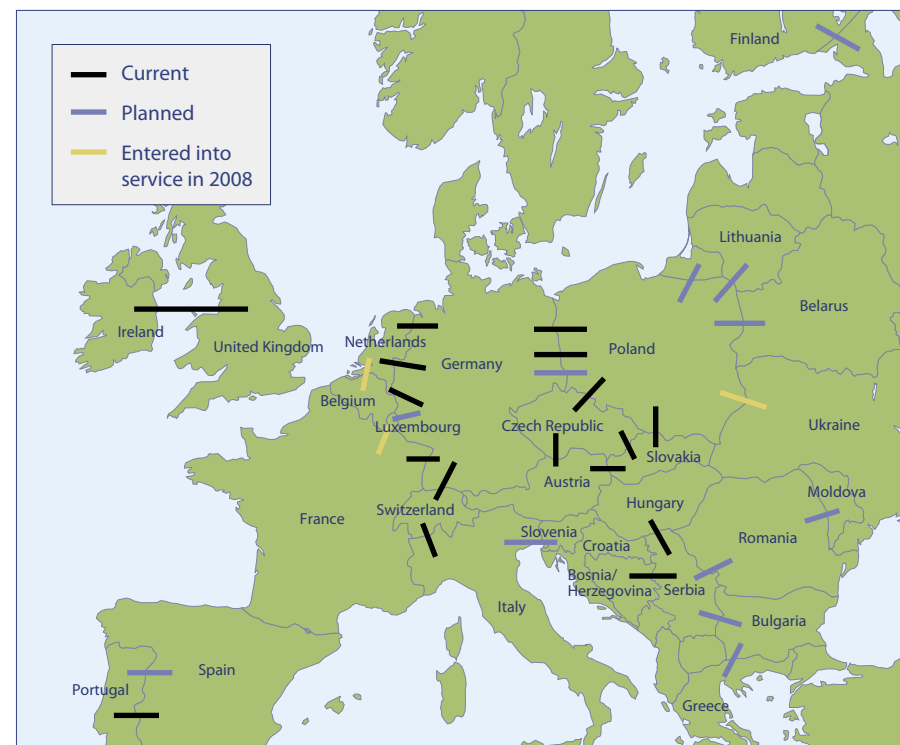 Current
Planned
Entered into
service in 2008
Finland
Lithuania
Belarus
Ireland
United Kingdom
Netherlands
Germany
Poland
Belgium
Luxembourg
Czech Republic
Ukraine
Slovakia
Austria
Moldova
Hungary
Switzerland
France
Slovenia
Romania
Croatia
Bosnia/
Herzegovina
Serbia
Italy
Bulgaria
Spain
Portugal
Greece